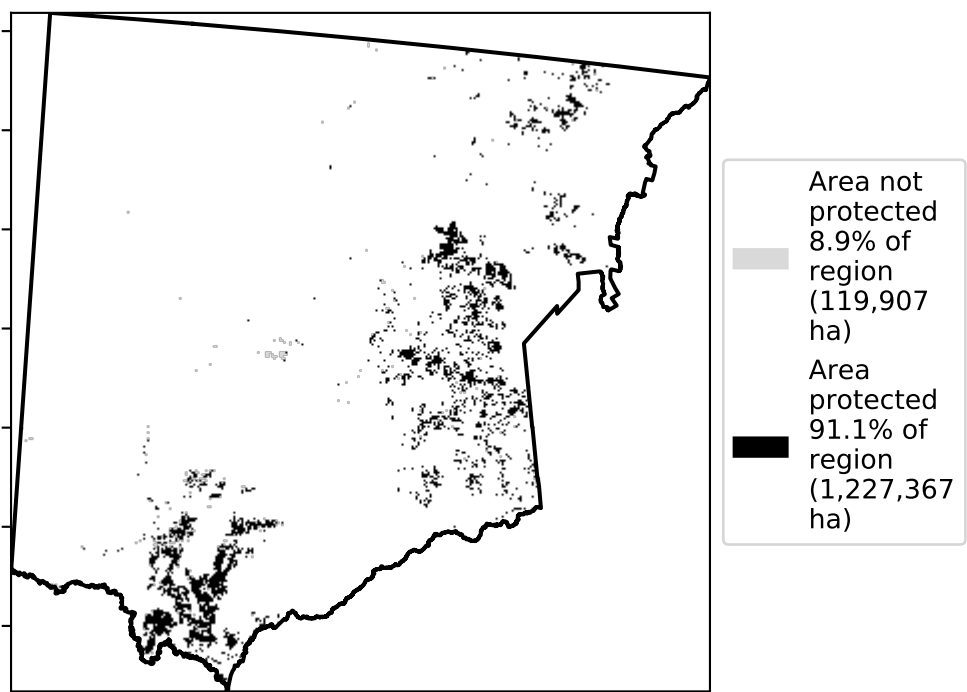 Area not
protected
8.9% of
region
(119,907
ha)
Area
protected
91.1% of
region
(1,227,367
ha)